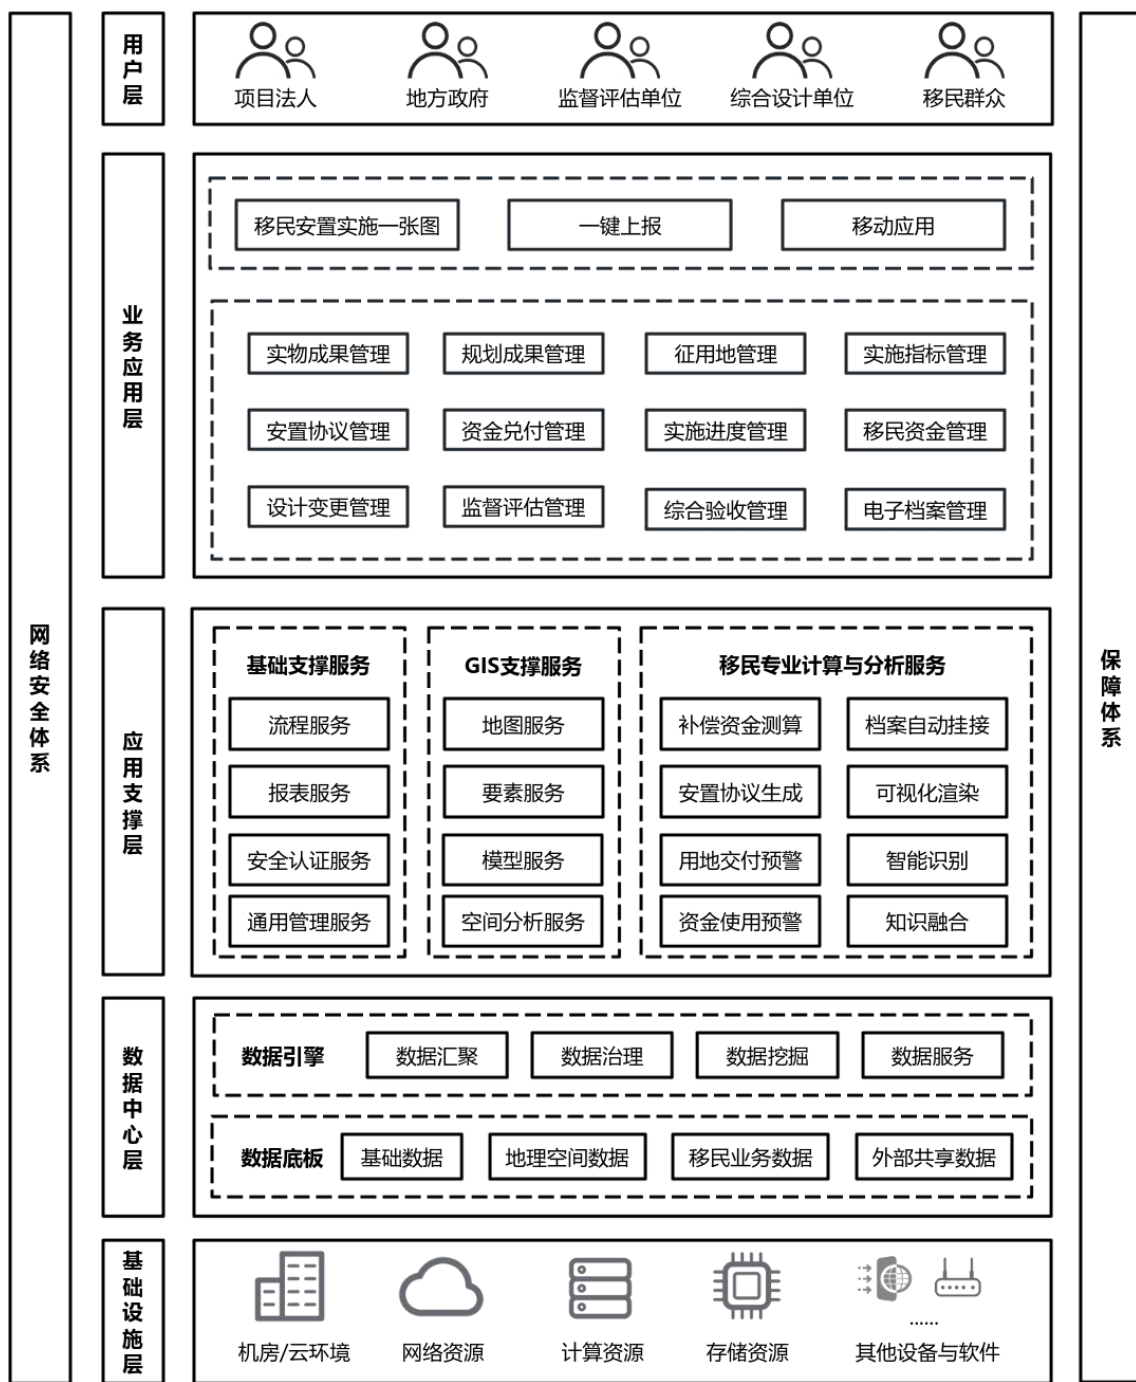 用户层
项目法人
地方政府
监督评估单位
综合设计单位
移民群众
业务应用层
移民安置实施一张图
一键上报
移动应用
实物成果管理
规划成果管理
征用地管理
实施指标管理
安置协议管理
资金兑付管理
实施进度管理
移民资金管理
设计变更管理
监督评估管理
综合验收管理
电子档案管理
网络安全体系
保障体系
应用支撑层
基础支撑服务
流程服务
报表服务
安全认证服务
通用管理服务
GIS支撑服务
地图服务
要素服务
模型服务
空间分析服务
移民专业计算与分析服务
补偿资金测算
档案自动挂接
安置协议生成
可视化渲染
用地交付预警
智能识别
资金使用预警
知识融合
数据中心层
数据引擎
数据汇聚
数据治理
数据挖掘
数据服务
数据底板
基础数据
地理空间数据
移民业务数据
外部共享数据
基础设施层
机房/云环境
网络资源
计算资源
存储资源
......
其他设备与软件